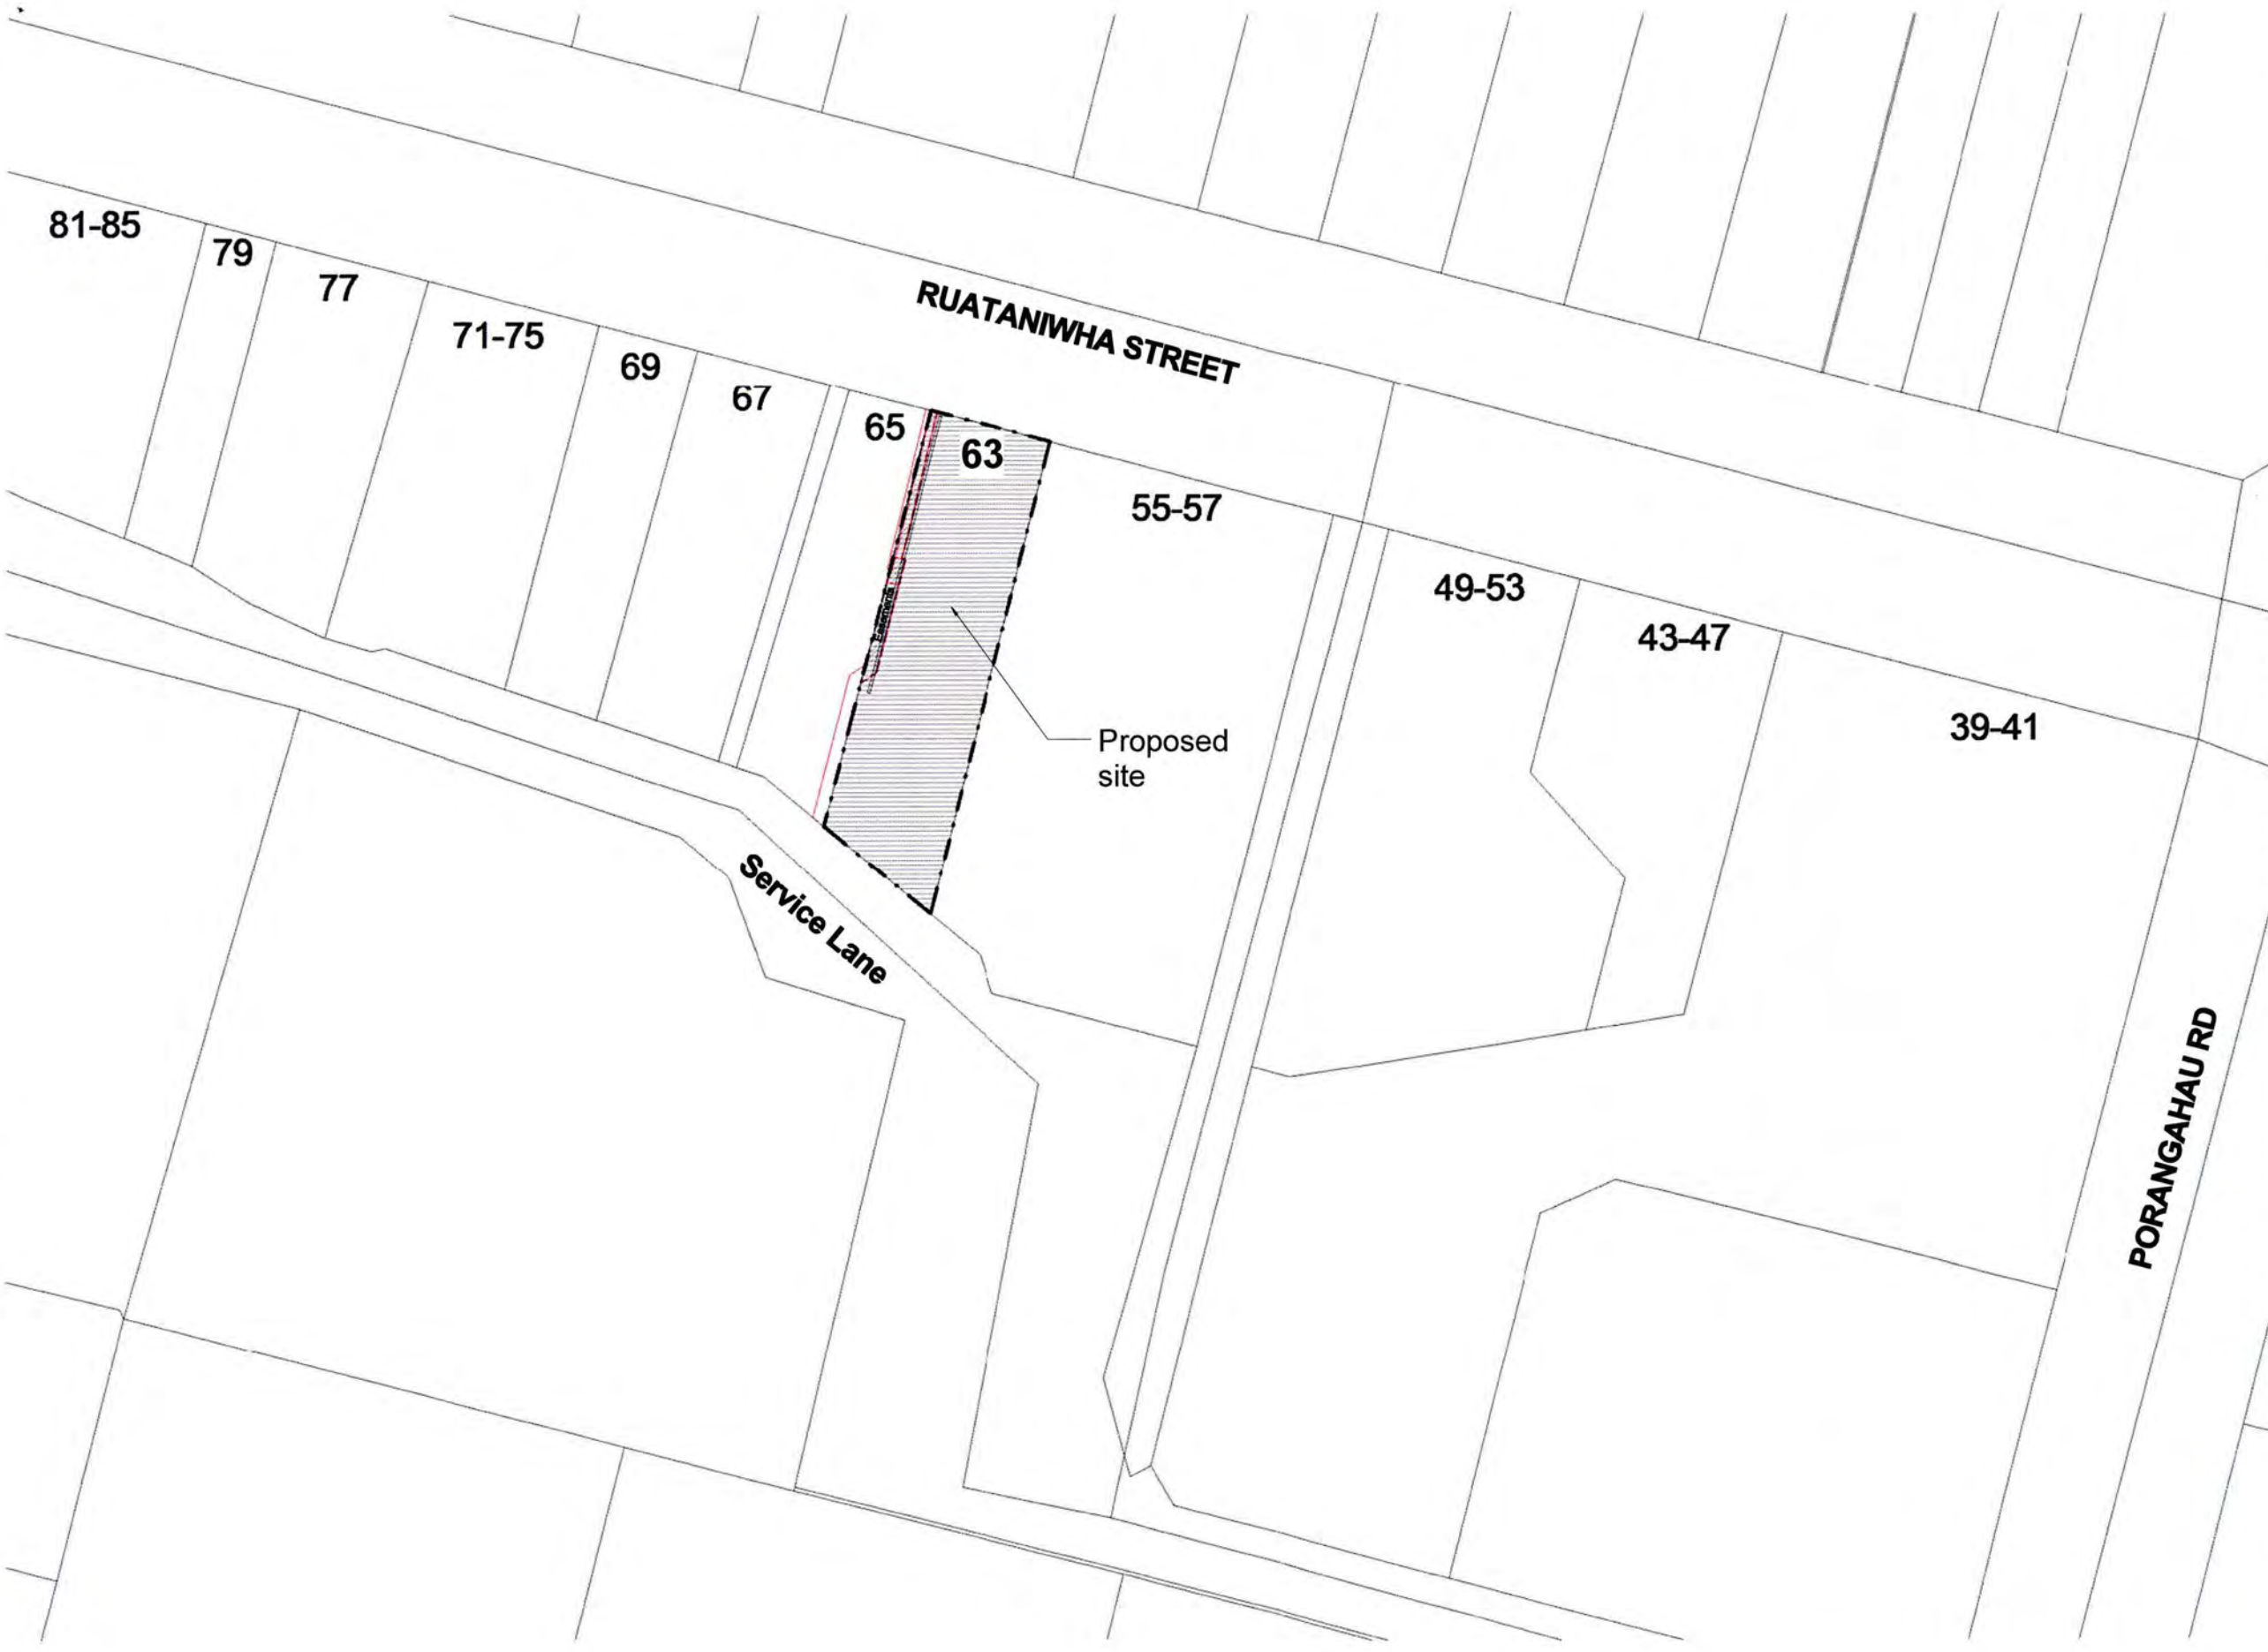 81-85
79
77
71-75
69
67
65
63
RUATANIWHA STREET
55-57
49-53
43-47
39-41
Easements
Proposed
site
Service Lane
PORANGAHAU RD